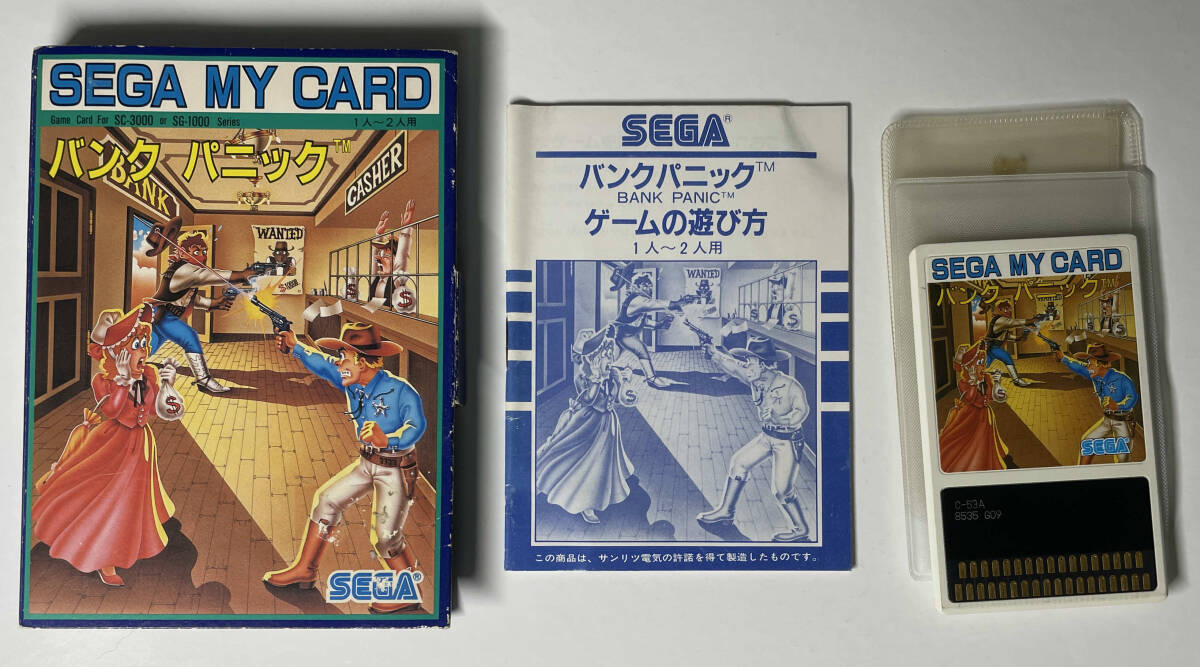 SEGA MY CARD
Game Card For SC-3000 or SG-1000 Series 1人～2人用
バンク パニック™
BANK
CASHER
WANTED
$
$
SEGA®
SEGA®
バンクパニック™
BANK PANIC™
ゲームの遊び方
1人～2人用
WANTED
$
$
この商品は、サンリツ電気の許諾を得て製造したものです。
SEGA MY CARD
バンク パニック™
WANTED
SEGA®
C-53A
8535 G09